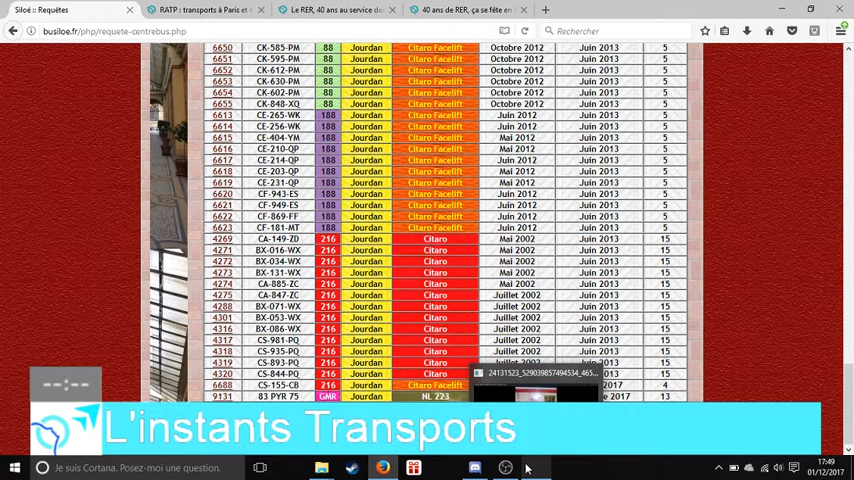 Siloé : Requêtes
RATP : transports à Paris et
Le RER, 40 ans au service de
40 ans de RER, ça se fête en
busiloe.fr/php/requete-centrebus.php
Rechercher
6650 CK-585-PM 88 Jourdan Citaro Facelift Octobre 2012 Juin 2013 5
6651 CK-595-PM 88 Jourdan Citaro Facelift Octobre 2012 Juin 2013 5
6652 CK-612-PM 88 Jourdan Citaro Facelift Octobre 2012 Juin 2013 5
6653 CK-630-PM 88 Jourdan Citaro Facelift Octobre 2012 Juin 2013 5
6654 CK-602-PM 88 Jourdan Citaro Facelift Octobre 2012 Juin 2013 5
6655 CK-848-XQ 88 Jourdan Citaro Facelift Octobre 2012 Juin 2013 5
6613 CE-265-WK 188 Jourdan Citaro Facelift Juin 2012 Juin 2013 5
6614 CE-256-WK 188 Jourdan Citaro Facelift Juin 2012 Juin 2013 5
6615 CE-404-YM 188 Jourdan Citaro Facelift Mai 2012 Juin 2013 5
6616 CE-210-QP 188 Jourdan Citaro Facelift Mai 2012 Juin 2013 5
6617 CE-214-QP 188 Jourdan Citaro Facelift Mai 2012 Juin 2013 5
6618 CE-203-QP 188 Jourdan Citaro Facelift Mai 2012 Juin 2013 5
6619 CE-231-QP 188 Jourdan Citaro Facelift Mai 2012 Juin 2013 5
6620 CF-943-ES 188 Jourdan Citaro Facelift Juin 2012 Juin 2013 5
6621 CF-949-ES 188 Jourdan Citaro Facelift Juin 2012 Juin 2013 5
6622 CF-869-FF 188 Jourdan Citaro Facelift Juin 2012 Juin 2013 5
6623 CF-181-MT 188 Jourdan Citaro Facelift Juin 2012 Juin 2013 5
4269 CA-149-ZD 216 Jourdan Citaro Mai 2002 Juin 2013 15
4271 BX-016-WX 216 Jourdan Citaro Mai 2002 Juin 2013 15
4272 BX-034-WX 216 Jourdan Citaro Mai 2002 Juin 2013 15
4273 BX-131-WX 216 Jourdan Citaro Mai 2002 Juin 2013 15
4274 CA-885-ZC 216 Jourdan Citaro Mai 2002 Juin 2013 15
4275 CA-847-ZC 216 Jourdan Citaro Juillet 2002 Juin 2013 15
4288 BX-071-WX 216 Jourdan Citaro Juillet 2002 Juin 2013 15
4301 BX-053-WX 216 Jourdan Citaro Juillet 2002 Juin 2013 15
4316 BX-086-WX 216 Jourdan Citaro Juillet 2002 Juin 2013 15
4317 CS-981-PQ 216 Jourdan Citaro Juillet 2002 Juin 2013 15
4318 CS-935-PQ 216 Jourdan Citaro Juillet 2002 Juin 2013 15
4319 CS-893-PQ 216 Jourdan Citaro Juillet 2002 Juin 2013 15
4320 CS-844-PQ 216 Jourdan Citaro 15
6688 CS-155-CB 216 Jourdan Citaro Facelift 2017 4
9131 83 PYR 75 GMR Jourdan NL 223 e 2017 13
24131523_529039857494534_465...
--:--
L'instants Transports
Je suis Cortana. Posez-moi une question.
17:49
01/12/2017